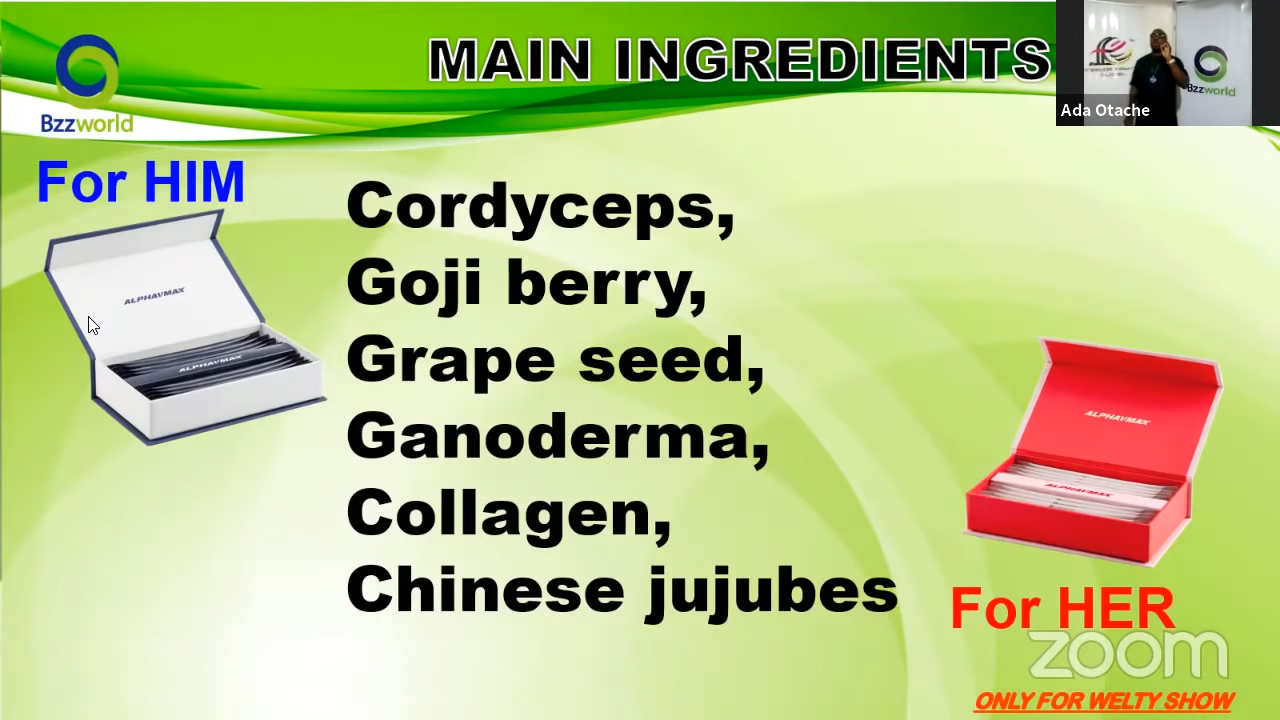 MAIN INGREDIENTS
Bzzworld
Bzzworld
Ada Otache
For HIM
ALPHAVMAX
ALPHAVMAX
Cordyceps,
Goji berry,
Grape seed,
Ganoderma,
Collagen,
Chinese jujubes
ALPHAVMAX
ALPHAVMAX
For HER
zoom
ONLY FOR WELTY SHOW